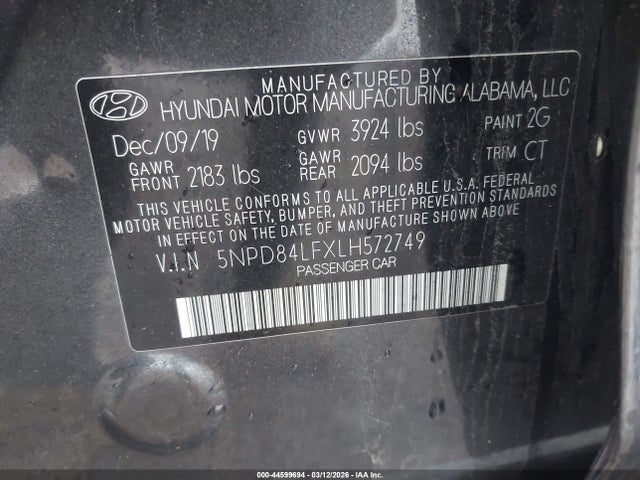 MANUFACTURED BY
HYUNDAI MOTOR MANUFACTURING ALABAMA, LLC
Dec/09/19 GVWR 3924 lbs PAINT 2G
GAWR FRONT 2183 lbs GAWR REAR 2094 lbs TRIM CT
THIS VEHICLE CONFORMS TO ALL APPLICABLE U.S.A. FEDERAL
MOTOR VEHICLE SAFETY, BUMPER, AND THEFT PREVENTION STANDARDS
IN EFFECT ON THE DATE OF MANUFACTURE SHOWN ABOVE.
V.I.N 5NPD84LFXLH572749
PASSENGER CAR
000-44599694 | 03/12/2026 | IAA Inc.